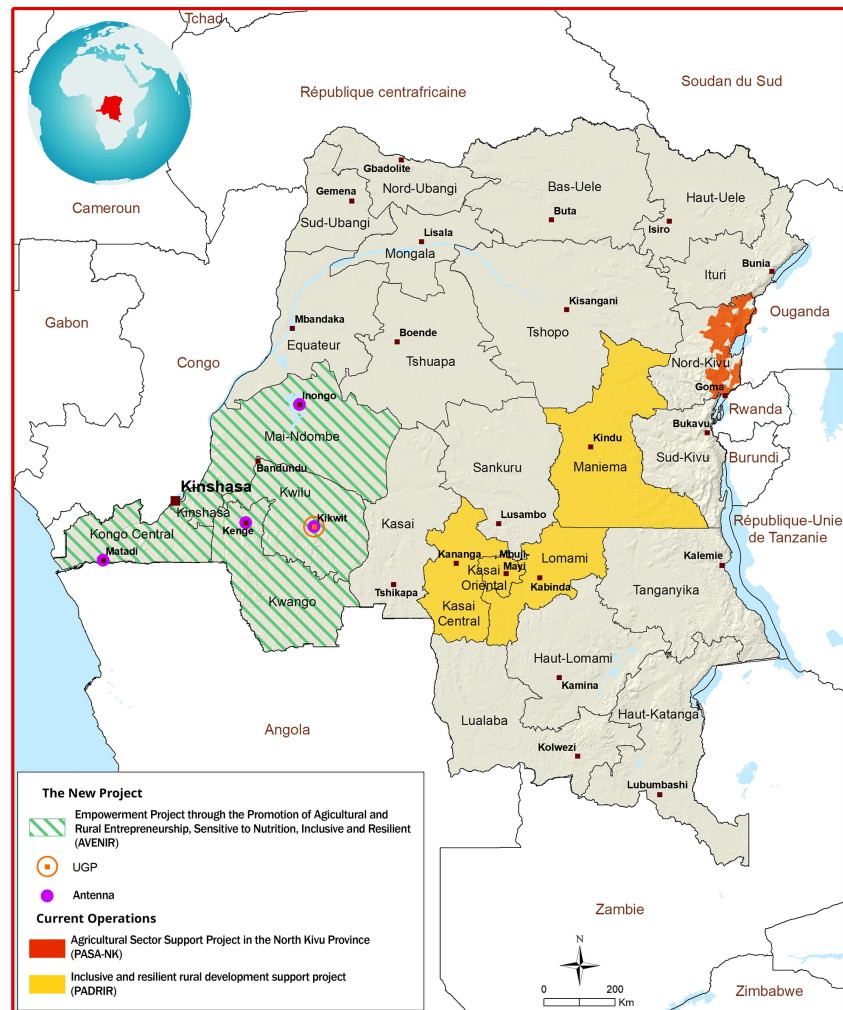 Tchad
Soudan du Sud
République centrafricaine
Cameroun
Gbadolite
Nord-Ubangi
Gemena
Sud-Ubangi
Bas-Uele
Buta
Haut-Uele
Isiro
Lisala
Mongala
Bunia
Ituri
Gabon
Congo
Ouganda
Mbandaka
Equateur
Boende
Tshuapa
Kisangani
Tshopo
Nord-Kivu
Goma
Rwanda
Inongo
Mai-Ndombe
Bukavu
Sud-Kivu
Burundi
Kindu
Maniema
Bandundu
Kwilu
Sankuru
Kinshasa
Kinshasa
Kikwit
Kenge
Kongo Central
Matadi
Kasai
Lusambo
République-Unie
de Tanzanie
Kananga
Mbuji-
Mayi
Kasai
Oriental
Lomami
Kabinda
Kalemie
Tanganyika
Tshikapa
Kwango
Kasai
Central
Haut-Lomami
Kamina
Lualaba
Haut-Katanga
Angola
Kolwezi
Lubumbashi
The New Project
Empowerment Project through the Promotion of Agricultural and
Rural Entrepreneurship, Sensitive to Nutrition, Inclusive and Resilient
(AVENIR)
UGP
Antenna
Current Operations
Agricultural Sector Support Project in the North Kivu Province
(PASA-NK)
Inclusive and resilient rural development support project
(PADRIR)
Zambie
N
0 200
Km
Zimbabwe